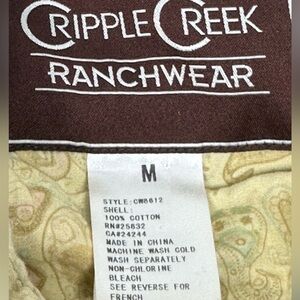 CRIPPLE CREEK
RANCHWEAR
M
STYLE:CW8612
SHELL:
100% COTTON
RN#25632
CA#24244
MADE IN CHINA
MACHINE WASH COLD
WASH SEPARATELY
NON-CHLORINE
BLEACH
SEE REVERSE FOR
FRENCH